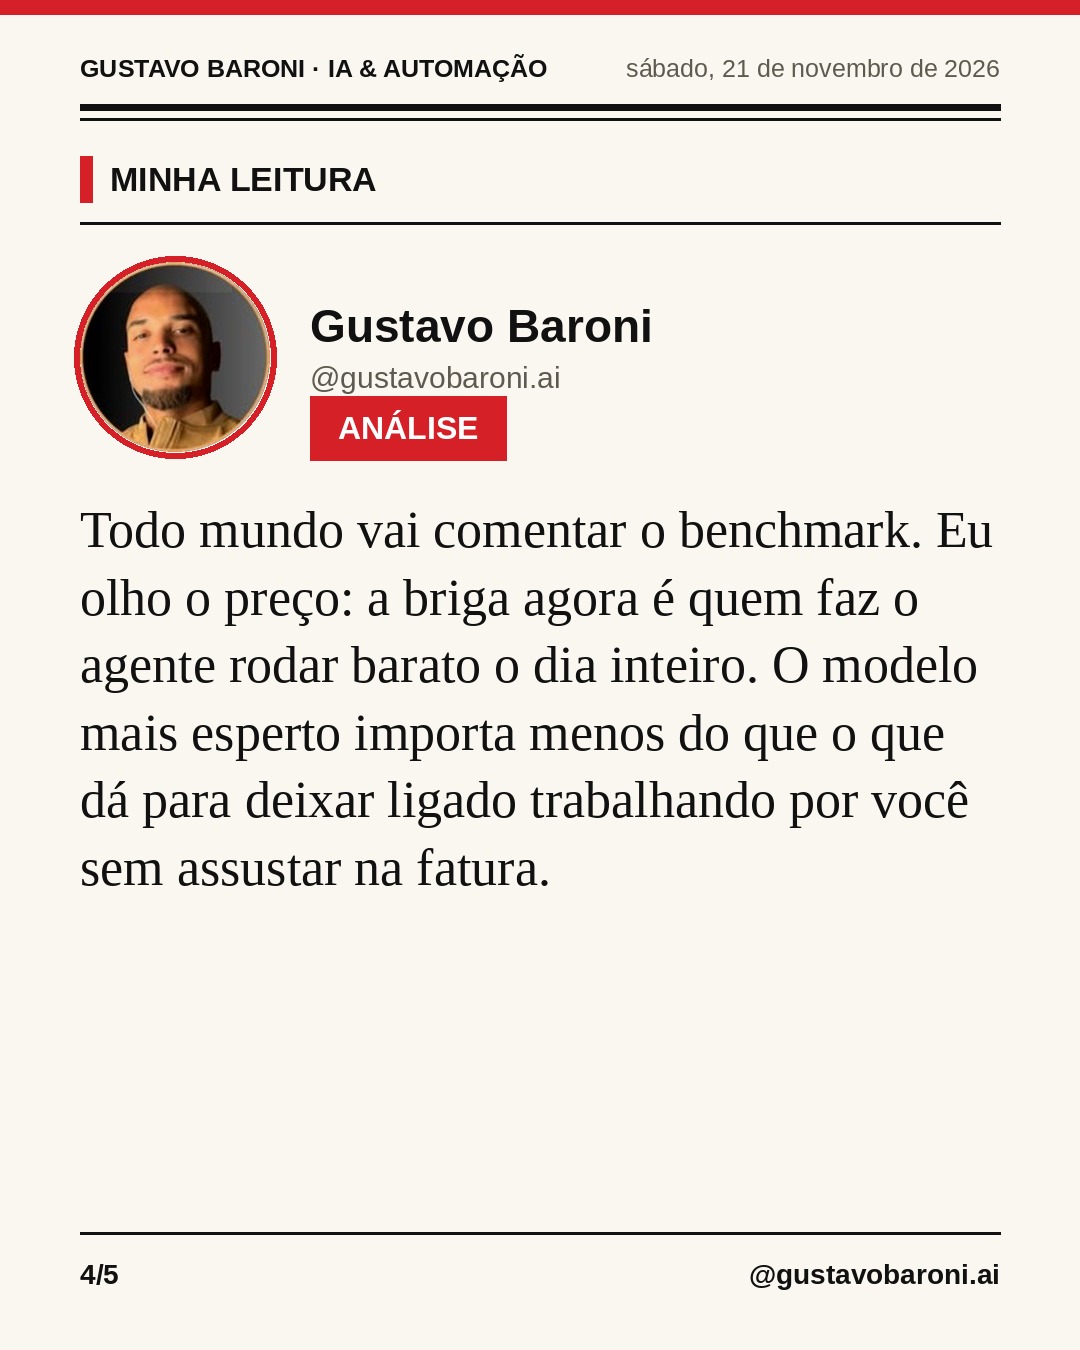 GUSTAVO BARONI · IA & AUTOMAÇÃO
sábado, 21 de novembro de 2026
MINHA LEITURA
Gustavo Baroni
@gustavobaroni.ai
ANÁLISE
Todo mundo vai comentar o benchmark. Eu
olho o preço: a briga agora é quem faz o
agente rodar barato o dia inteiro. O modelo
mais esperto importa menos do que o que
dá para deixar ligado trabalhando por você
sem assustar na fatura.
4/5
@gustavobaroni.ai